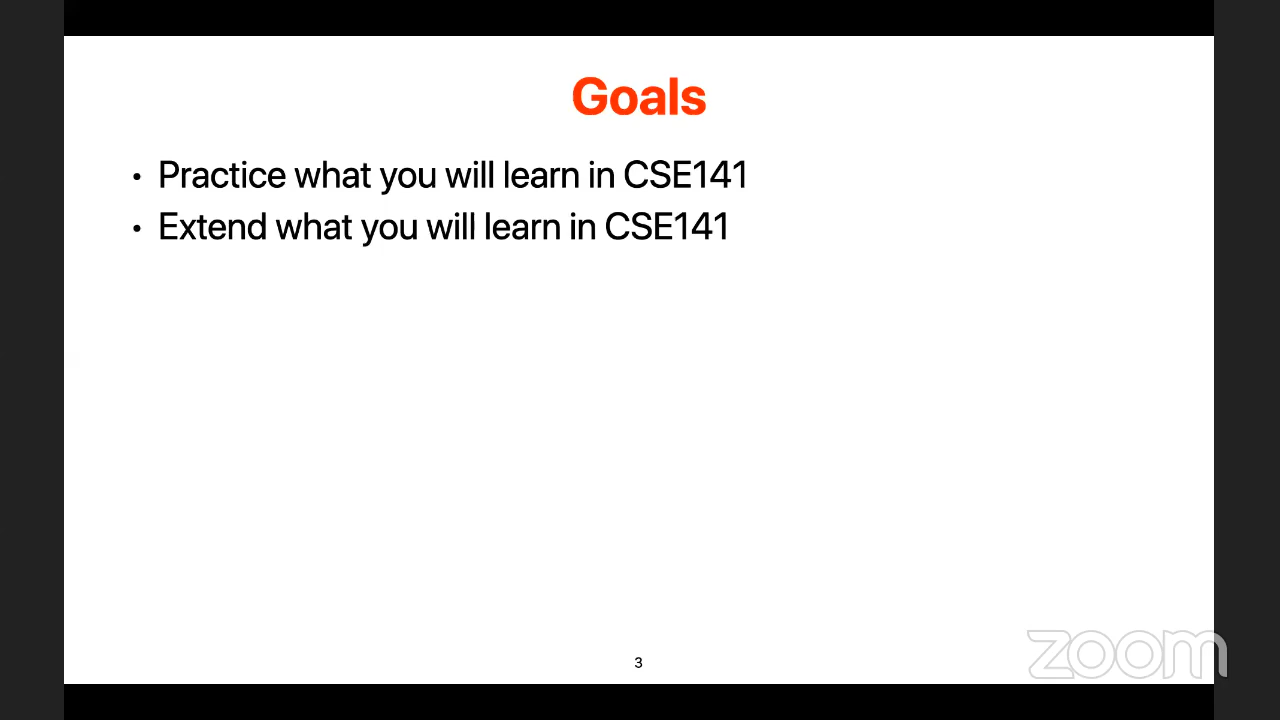 Goals
• Practice what you will learn in CSE141
• Extend what you will learn in CSE141
3
zoom